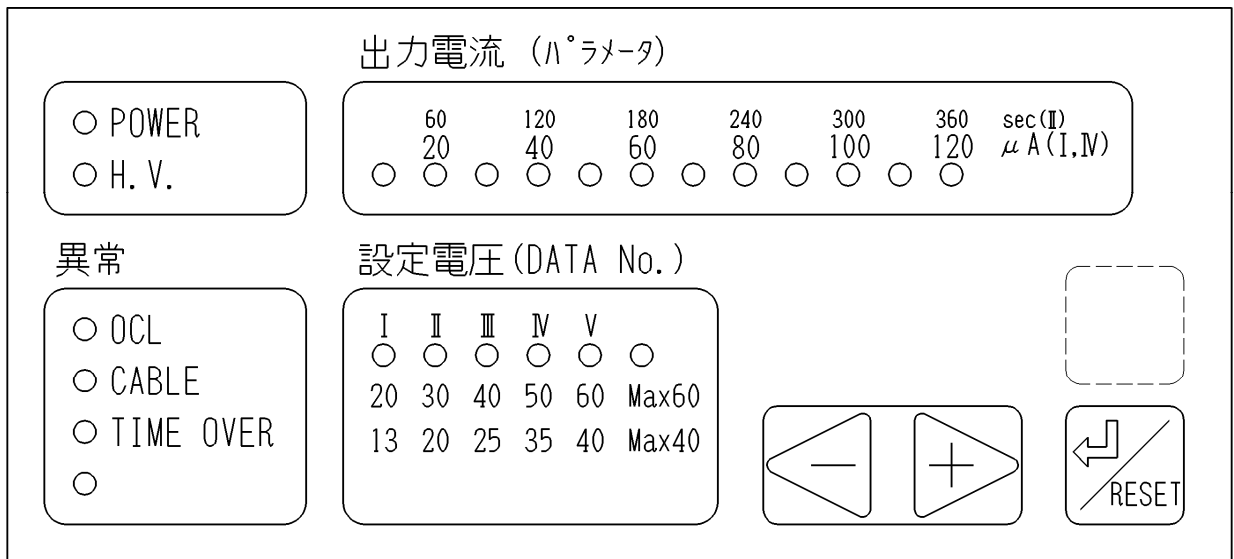 出力電流 (ﾊﾟﾗﾒｰﾀ)
POWER
H.V.
60 120 180 240 300 360 sec(Ⅱ)
20 40 60 80 100 120 μA(Ⅰ,Ⅳ)
異常
OCL
CABLE
TIME OVER
設定電圧(DATA No.)
Ⅰ Ⅱ Ⅲ Ⅳ Ⅴ
20 30 40 50 60 Max60
13 20 25 35 40 Max40
− +
RESET